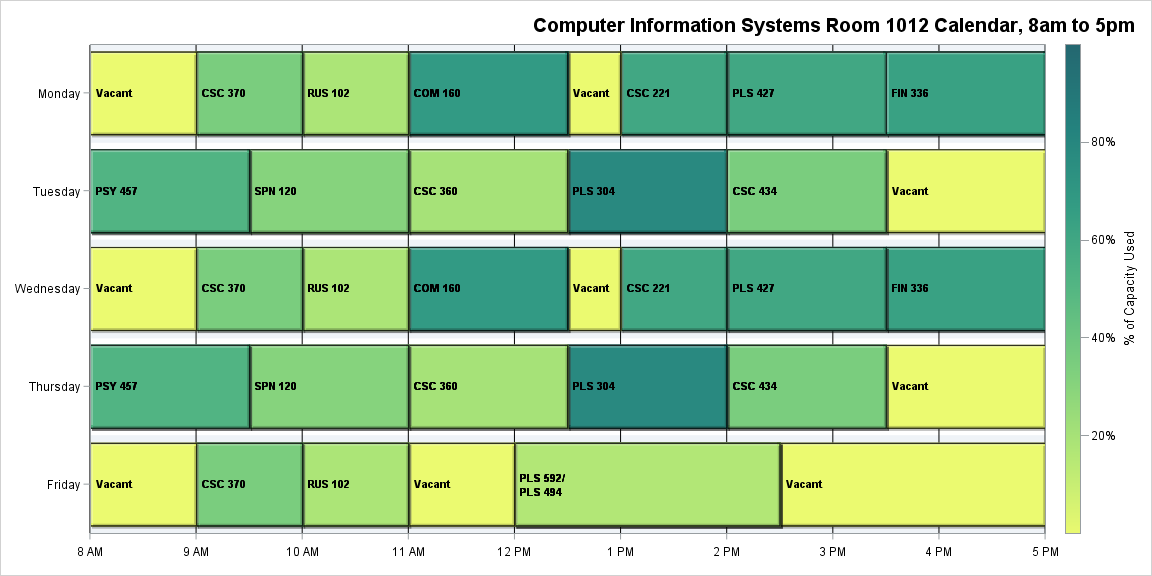 Computer Information Systems Room 1012 Calendar, 8am to 5pm
Monday
Vacant
CSC 370
RUS 102
COM 160
Vacant
CSC 221
PLS 427
FIN 336
Tuesday
PSY 457
SPN 120
CSC 360
PLS 304
CSC 434
Vacant
Wednesday
Vacant
CSC 370
RUS 102
COM 160
Vacant
CSC 221
PLS 427
FIN 336
Thursday
PSY 457
SPN 120
CSC 360
PLS 304
CSC 434
Vacant
Friday
Vacant
CSC 370
RUS 102
Vacant
PLS 592/
PLS 494
Vacant
8 AM
9 AM
10 AM
11 AM
12 PM
1 PM
2 PM
3 PM
4 PM
5 PM
80%
60%
40%
20%
% of Capacity Used